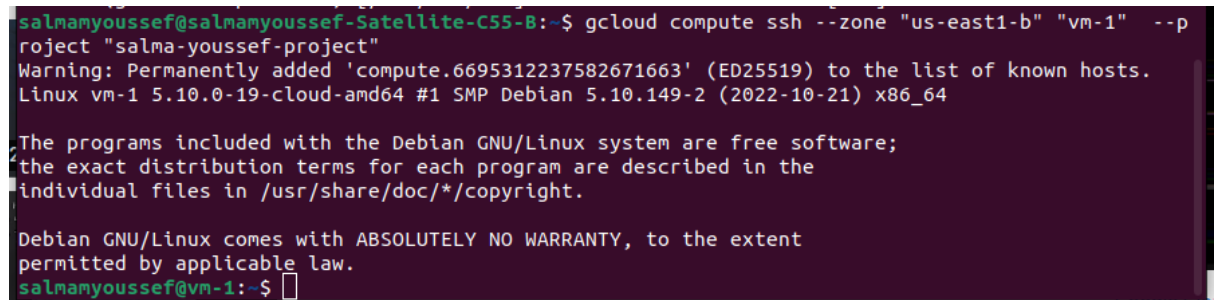 salmamyoussef@salmamyoussef-Satellite-C55-B:~$ gcloud compute ssh --zone "us-east1-b" "vm-1"  --p
roject "salma-youssef-project"
Warning: Permanently added 'compute.6695312237582671663' (ED25519) to the list of known hosts.
Linux vm-1 5.10.0-19-cloud-amd64 #1 SMP Debian 5.10.149-2 (2022-10-21) x86_64
The programs included with the Debian GNU/Linux system are free software;
the exact distribution terms for each program are described in the
individual files in /usr/share/doc/*/copyright.
Debian GNU/Linux comes with ABSOLUTELY NO WARRANTY, to the extent
permitted by applicable law.
salmamyoussef@vm-1:~$